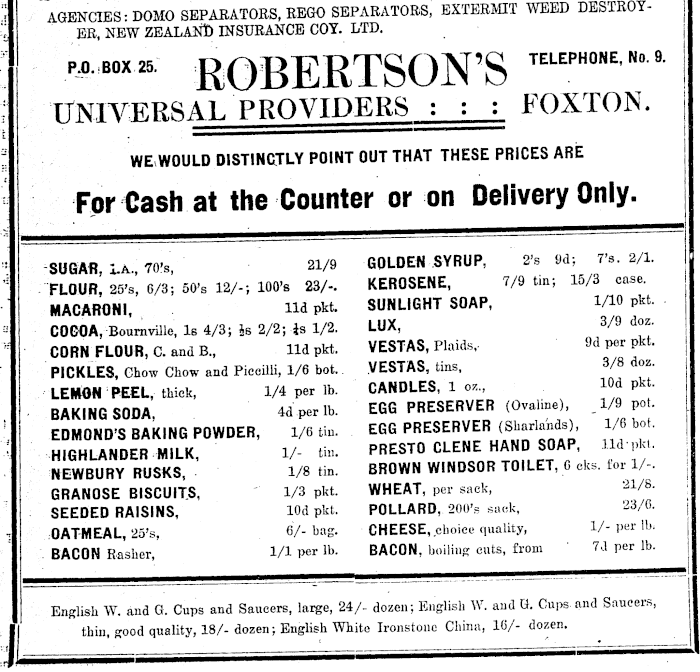 AGENCIES: DOMO SEPARATORS, REGO SEPARATORS, EXTERMIT WEED DESTROY-
ER, NEW ZEALAND INSURANCE COY. LTD.
P.O. BOX 25. ROBERTSON'S TELEPHONE, No. 9.
UNIVERSAL PROVIDERS : : : FOXTON.
WE WOULD DISTINCTLY POINT OUT THAT THESE PRICES ARE
For Cash at the Counter or on Delivery Only.
SUGAR, 1.A., 70's, 21/9
FLOUR, 25's, 6/3; 50's 12/-; 100's 23/-.
MACARONI, 11d pkt.
COCOA, Bournville, 1s 4/3; ½s 2/2; ¼s 1/2.
CORN FLOUR, C. and B., 11d pkt.
PICKLES, Chow Chow and Piccilli, 1/6 bot.
LEMON PEEL, thick, 1/4 per lb.
BAKING SODA, 4d per lb.
EDMOND'S BAKING POWDER, 1/6 tin.
HIGHLANDER MILK, 1/- tin.
NEWBURY RUSKS, 1/8 tin.
GRANOSE BISCUITS, 1/3 pkt.
SEEDED RAISINS, 10d pkt.
OATMEAL, 25's, 6/- bag.
BACON Rasher, 1/1 per lb.
GOLDEN SYRUP, 2's 9d; 7's. 2/1.
KEROSENE, 7/9 tin; 15/3 case.
SUNLIGHT SOAP, 1/10 pkt.
LUX, 3/9 doz.
VESTAS, Plaids, 9d per pkt.
VESTAS, tins, 3/8 doz.
CANDLES, 1 oz., 10d pkt.
EGG PRESERVER (Ovaline), 1/9 pot.
EGG PRESERVER (Sharlands), 1/6 bot.
PRESTO CLENE HAND SOAP, 11d pkt.
BROWN WINDSOR TOILET, 6 cks. for 1/-.
WHEAT, per sack, 21/8.
POLLARD, 200's sack, 23/6.
CHEESE, choice quality, 1/- per lb.
BACON, boiling cuts, from 7d per lb.
English W. and G. Cups and Saucers, large, 24/- dozen; English W. and G. Cups and Saucers,
thin, good quality, 18/- dozen; English White Ironstone China, 16/- dozen.